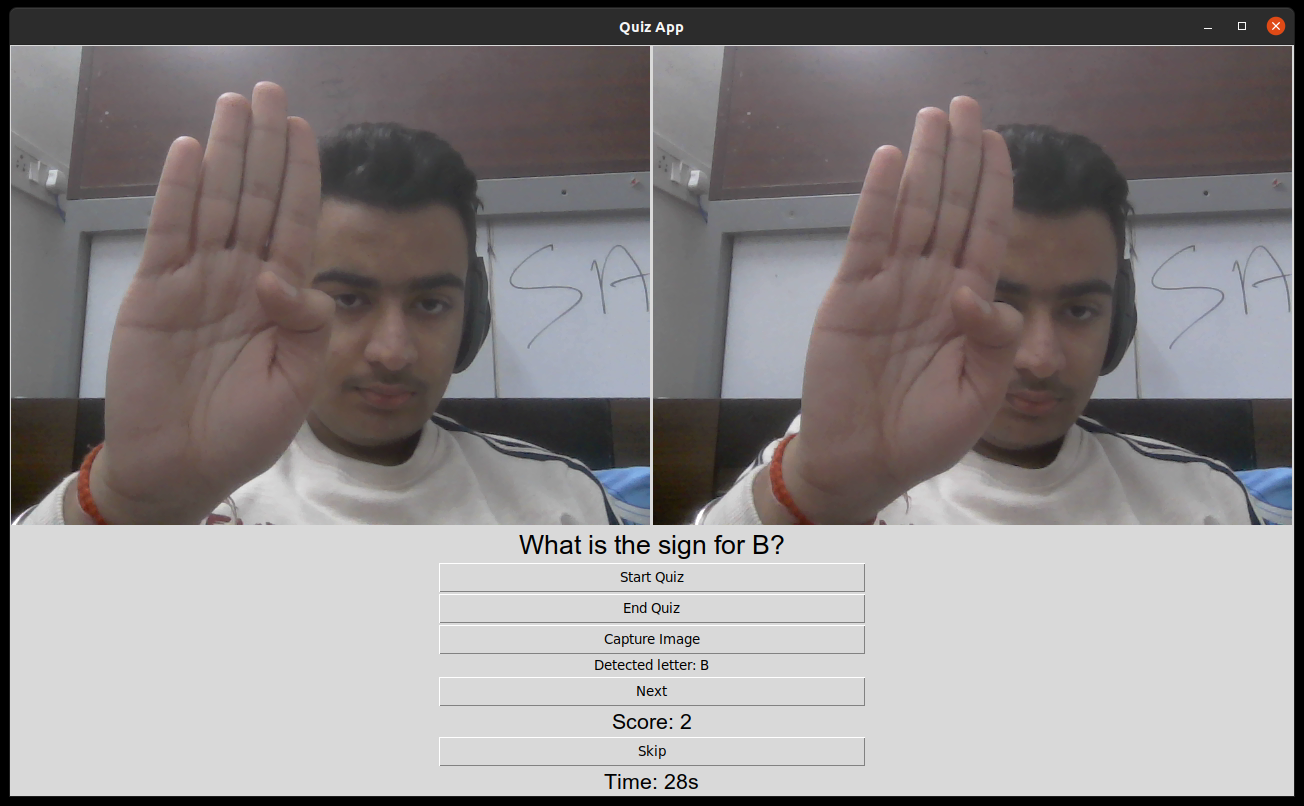 Quiz App
SA SA
What is the sign for B?
Start Quiz
End Quiz
Capture Image
Detected letter: B
Next
Score: 2
Skip
Time: 28s